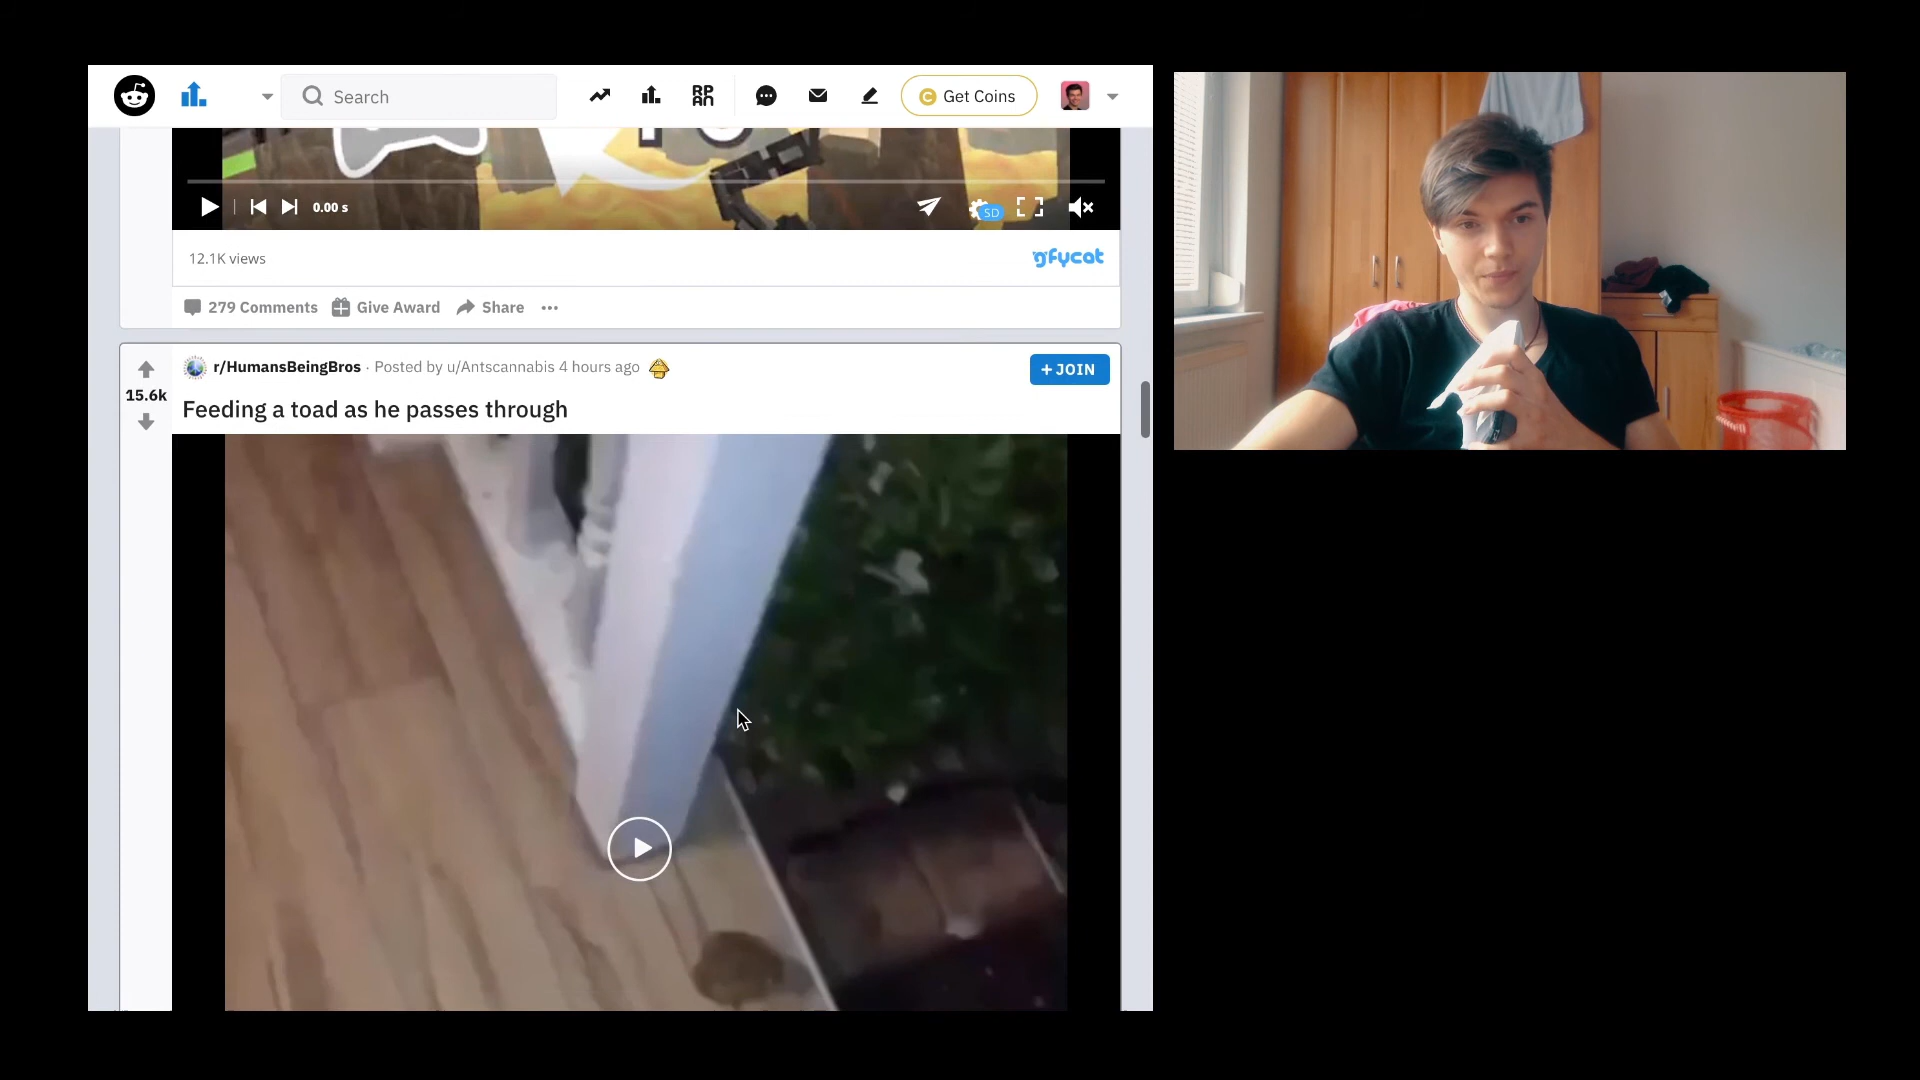 Search
RPAN
Get Coins
0.00 s
SD
12.1K views
gfycat
279 Comments
Give Award
Share
r/HumansBeingBros · Posted by u/Antscannabis 4 hours ago
+ JOIN
15.6k
Feeding a toad as he passes through